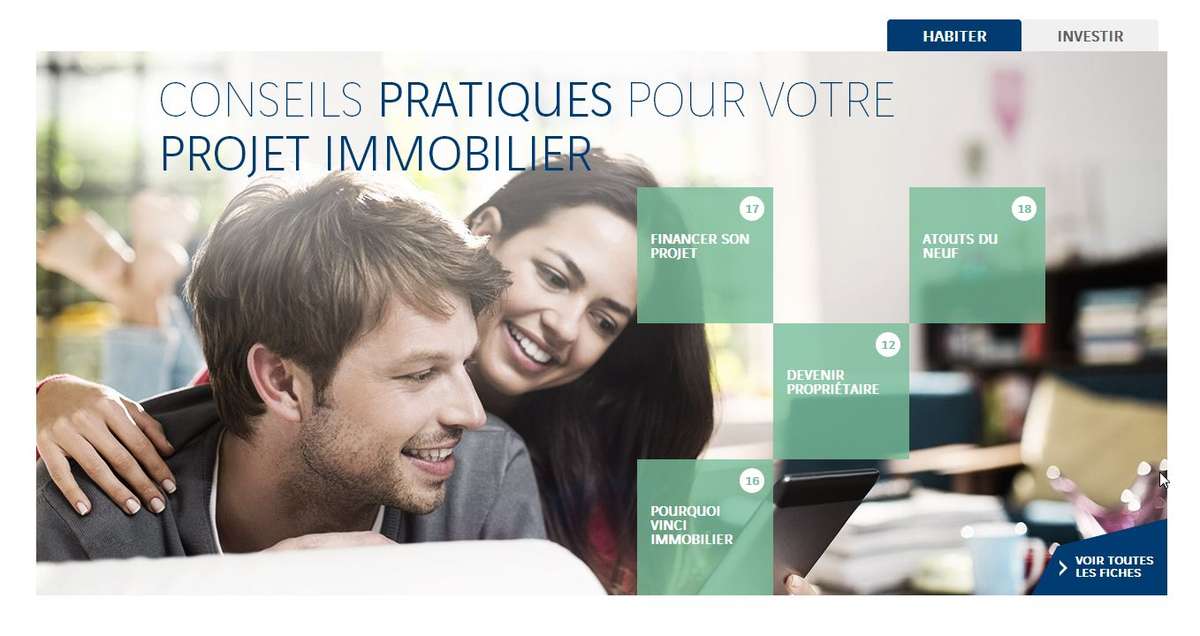 HABITER
INVESTIR
CONSEILS PRATIQUES POUR VOTRE
PROJET IMMOBILIER
17
FINANCER SON
PROJET
18
ATOUTS DU
NEUF
12
DEVENIR
PROPRIÉTAIRE
16
POURQUOI
VINCI
IMMOBILIER
VOIR TOUTES
LES FICHES